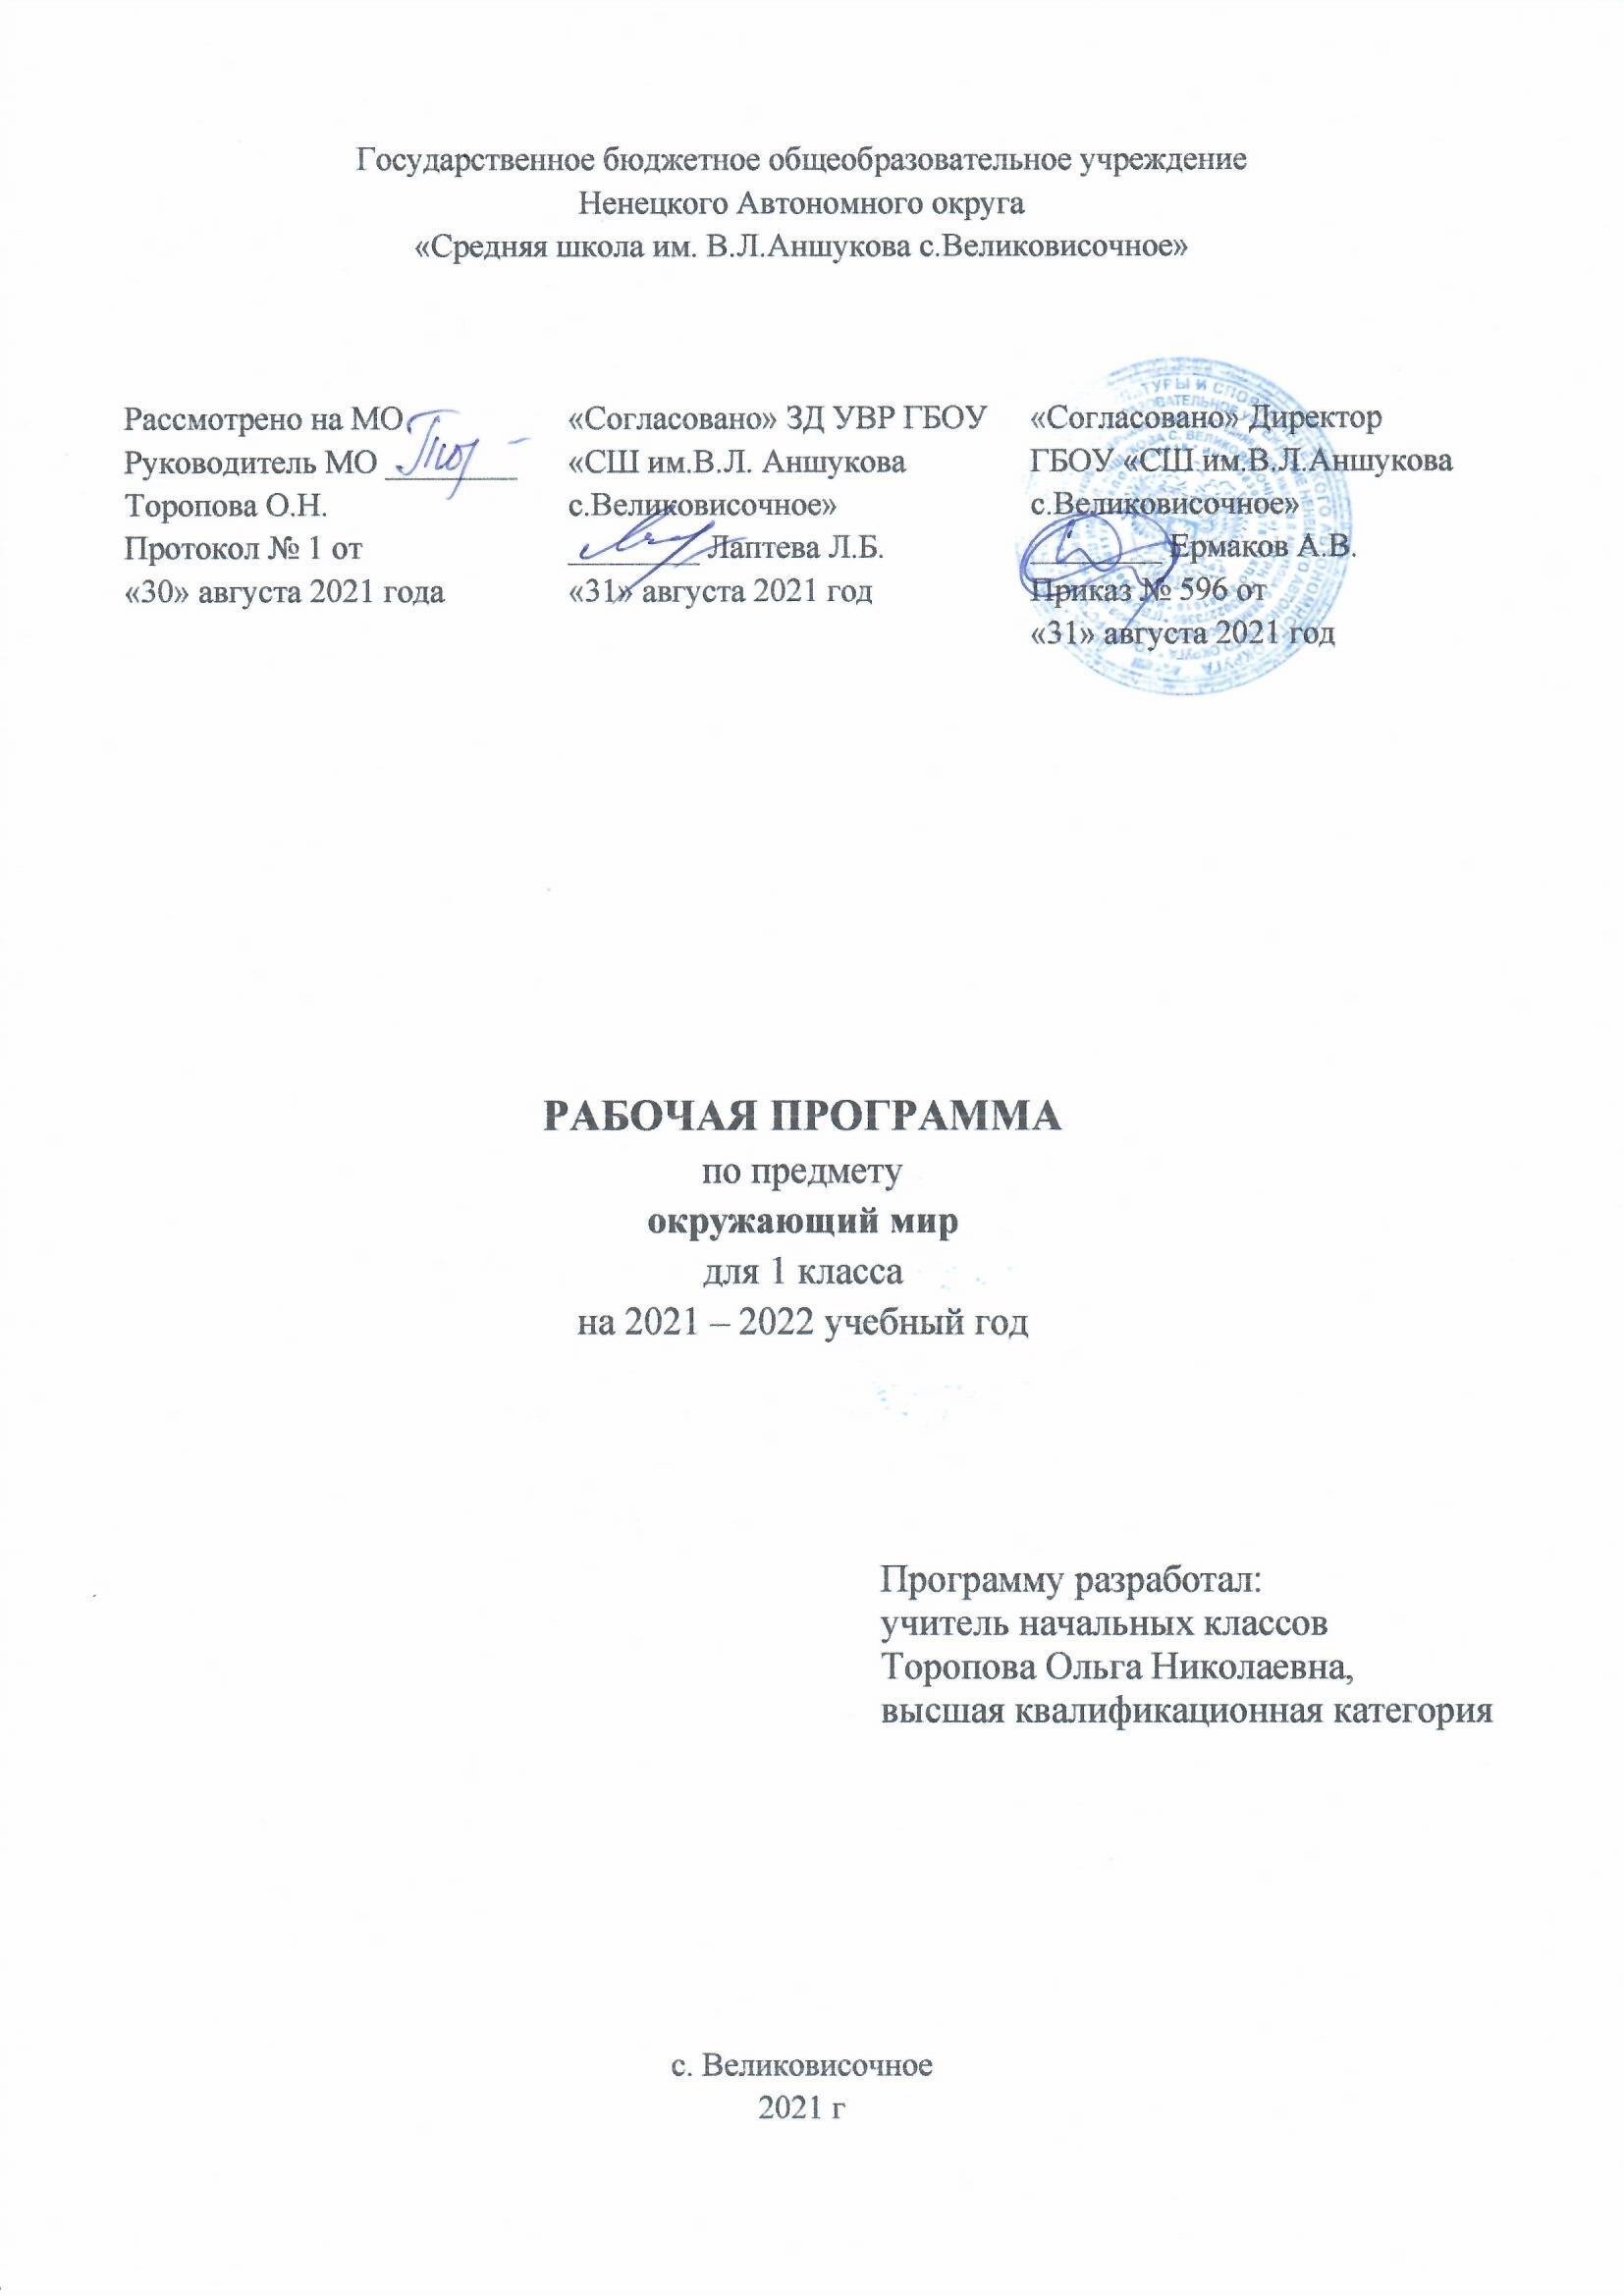 Государственное бюджетное общеобразовательное учреждение
Ненецкого Автономного округа
«Средняя школа им. В.Л.Аншукова с.Великовисочное»
Рассмотрено на МО
Руководитель МО ________
Торопова О.Н.
Протокол № 1 от
«30» августа 2021 года
«Согласовано» ЗД УВР ГБОУ
«СШ им.В.Л. Аншукова
с.Великовисочное»
________Лаптева Л.Б.
«31» августа 2021 год
«Согласовано» Директор
ГБОУ «СШ им.В.Л.Аншукова
с.Великовисочное»
________ Ермаков А.В.
Приказ № 596 от
«31» августа 2021 год
РАБОЧАЯ ПРОГРАММА
по предмету
окружающий мир
для 1 класса
на 2021 – 2022 учебный год
Программу разработал:
учитель начальных классов
Торопова Ольга Николаевна,
высшая квалификационная категория
с. Великовисочное
2021 г